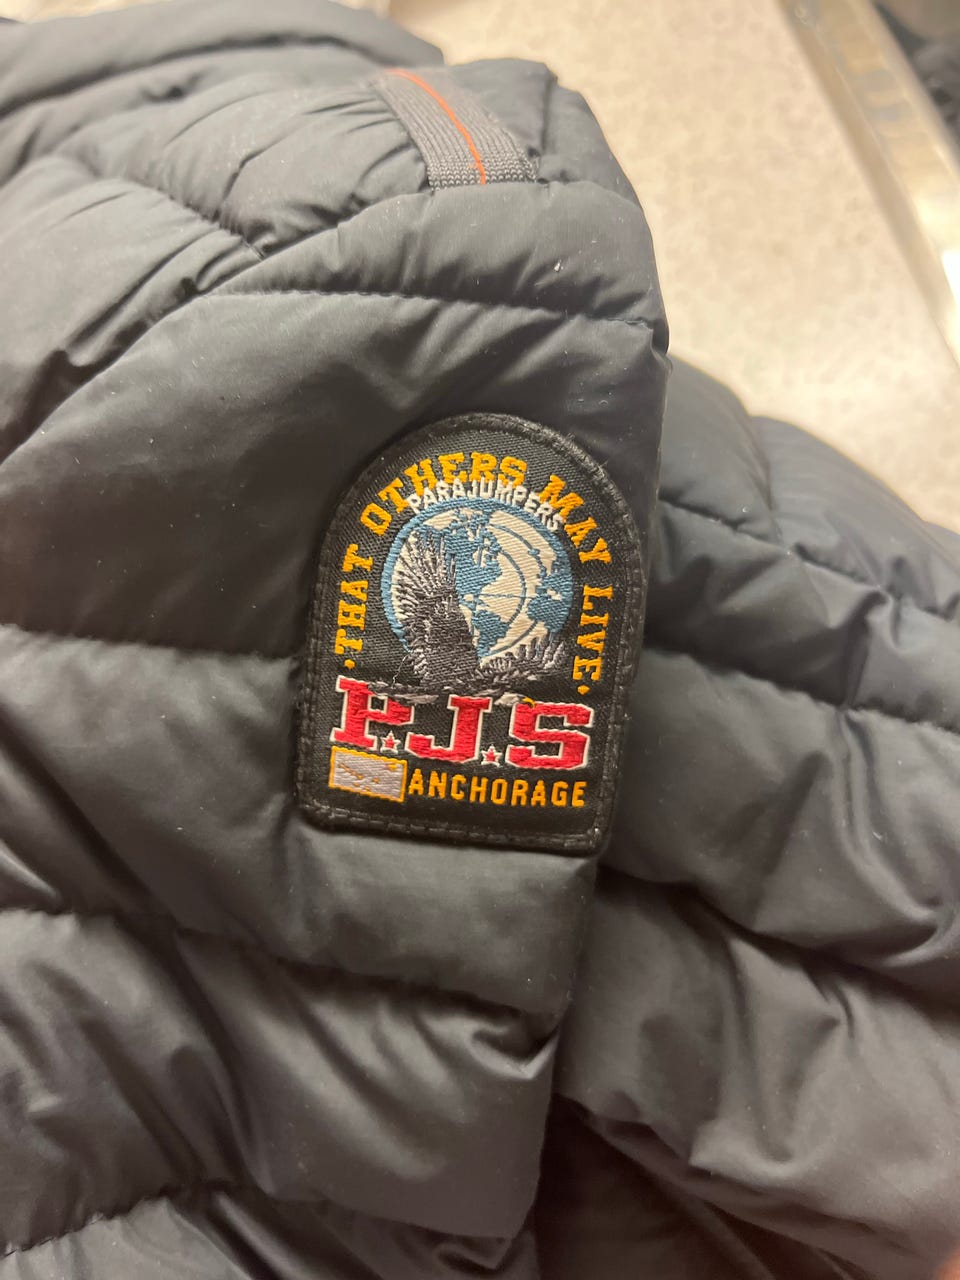 ·THAT OTHERS MAY LIVE·
PARAJUMPERS
P.J.S
ANCHORAGE